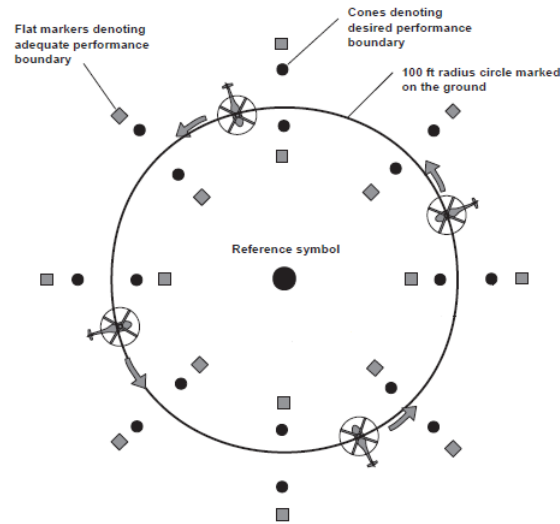 Flat markers denoting
adequate performance
boundary
Cones denoting
desired performance
boundary
100 ft radius circle marked
on the ground
Reference symbol